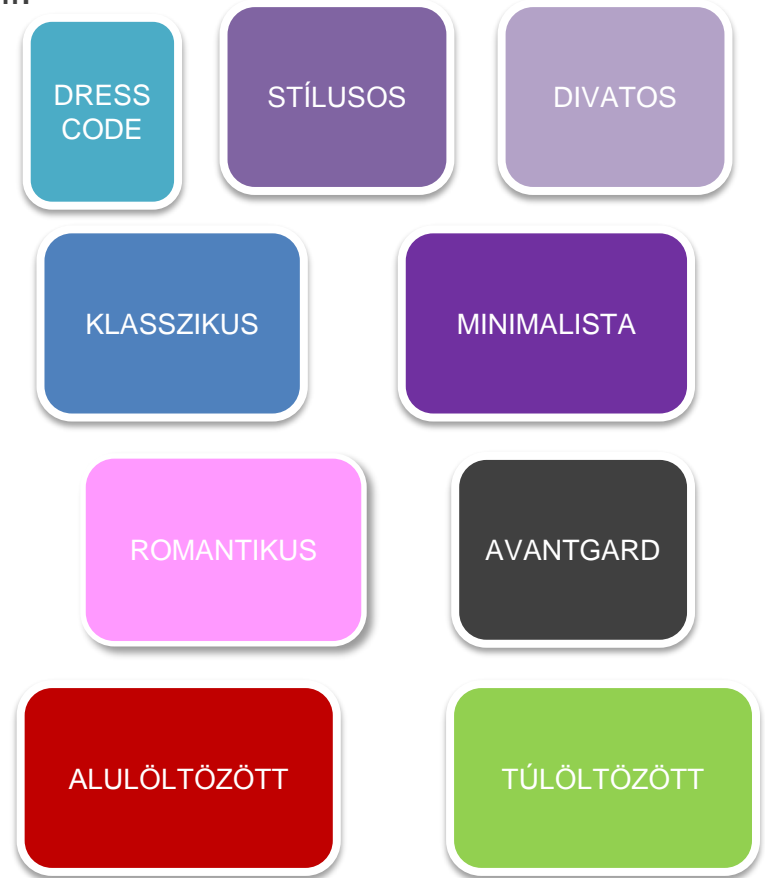 DRESS
CODE
STÍLUSOS
DIVATOS
KLASSZIKUS
MINIMALISTA
ROMANTIKUS
AVANTGARD
ALULÖLTÖZÖTT
TÚLÖLTÖZÖTT